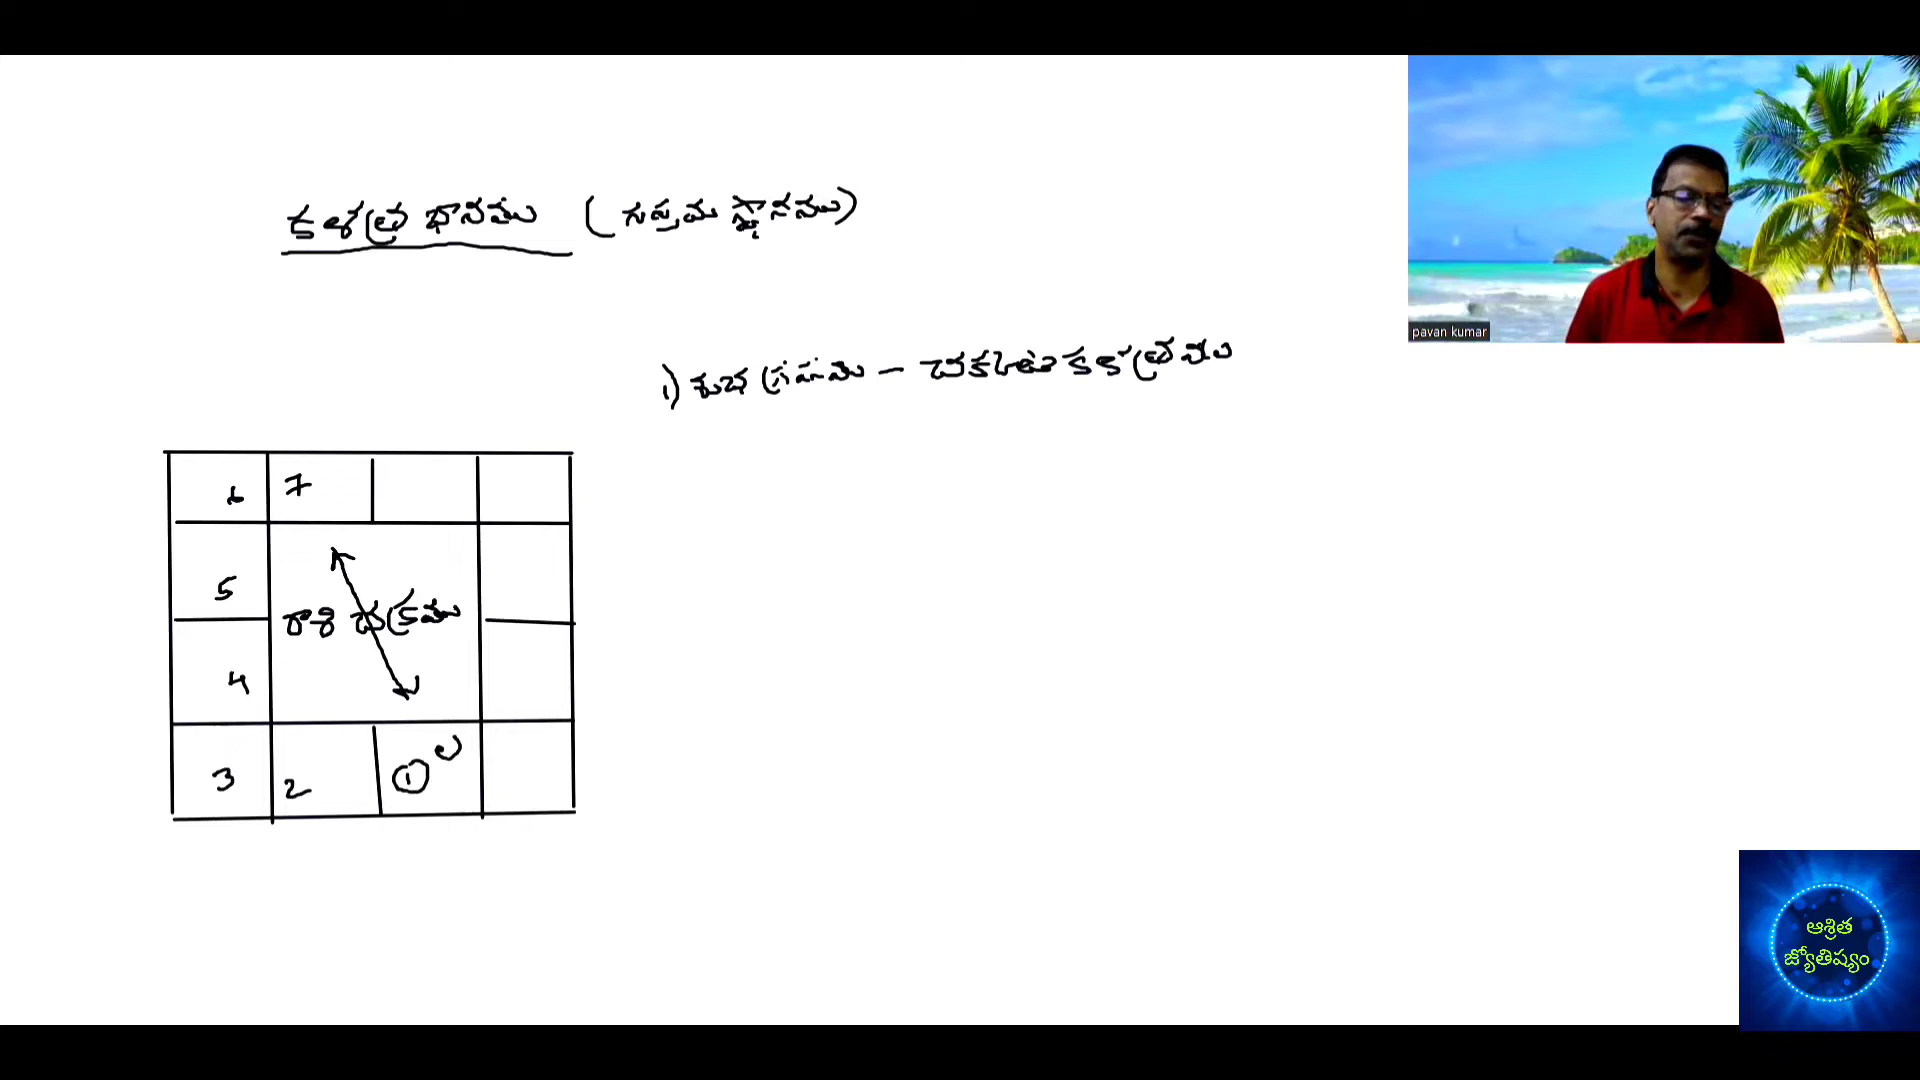 కళత్ర భావము (సప్తమ స్థానము)
pavan kumar
1) శుభ గ్రహము - చక్కటి కళత్రము
6 7
5
రాశి చక్రము
4
3 2 1 ల
ఆశ్రిత
జ్యోతిష్యం